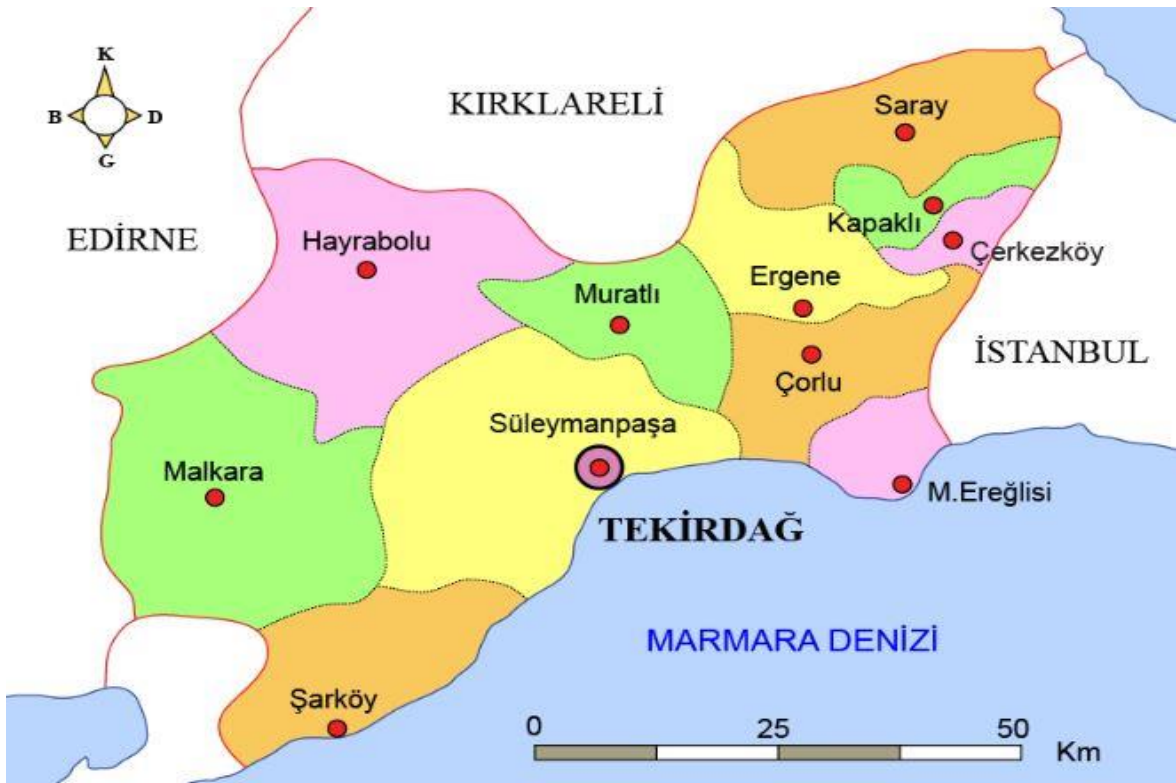 K
B D
G
KIRKLARELİ
Saray
EDİRNE
Hayrabolu
Kapaklı
Çerkezköy
Muratlı
Ergene
İSTANBUL
Çorlu
Süleymanpaşa
Malkara
M.Ereğlisi
TEKİRDAĞ
MARMARA DENİZİ
Şarköy
0 25 50
Km